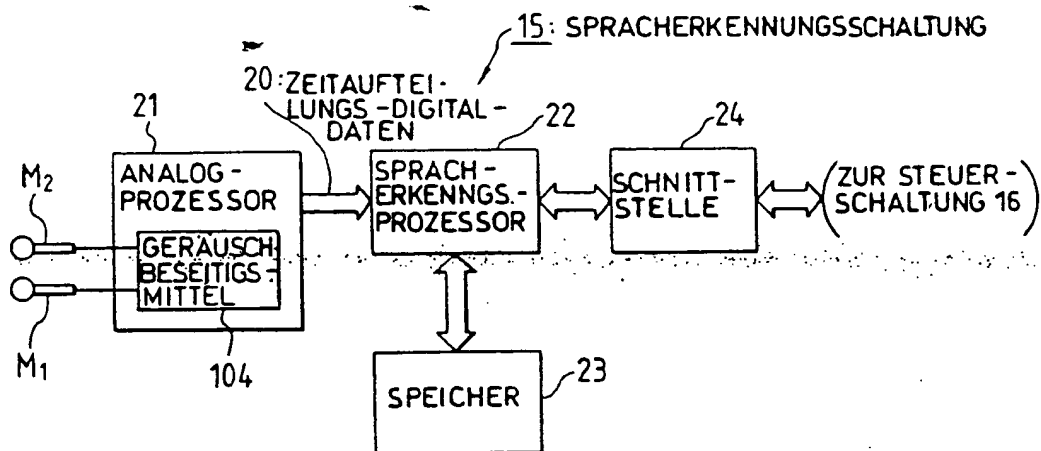 15: SPRACHERKENNUNGSSCHALTUNG
20: ZEITAUFTEI-
LUNGS-DIGITAL-
DATEN
21
22
24
M2
ANALOG-
PROZESSOR
SPRACH-
ERKENNGS.-
PROZESSOR
SCHNITT-
STELLE
(ZUR STEUER-
SCHALTUNG 16)
GERÄUSCH
BESEITIGS-
MITTEL
M1
104
SPEICHER
23